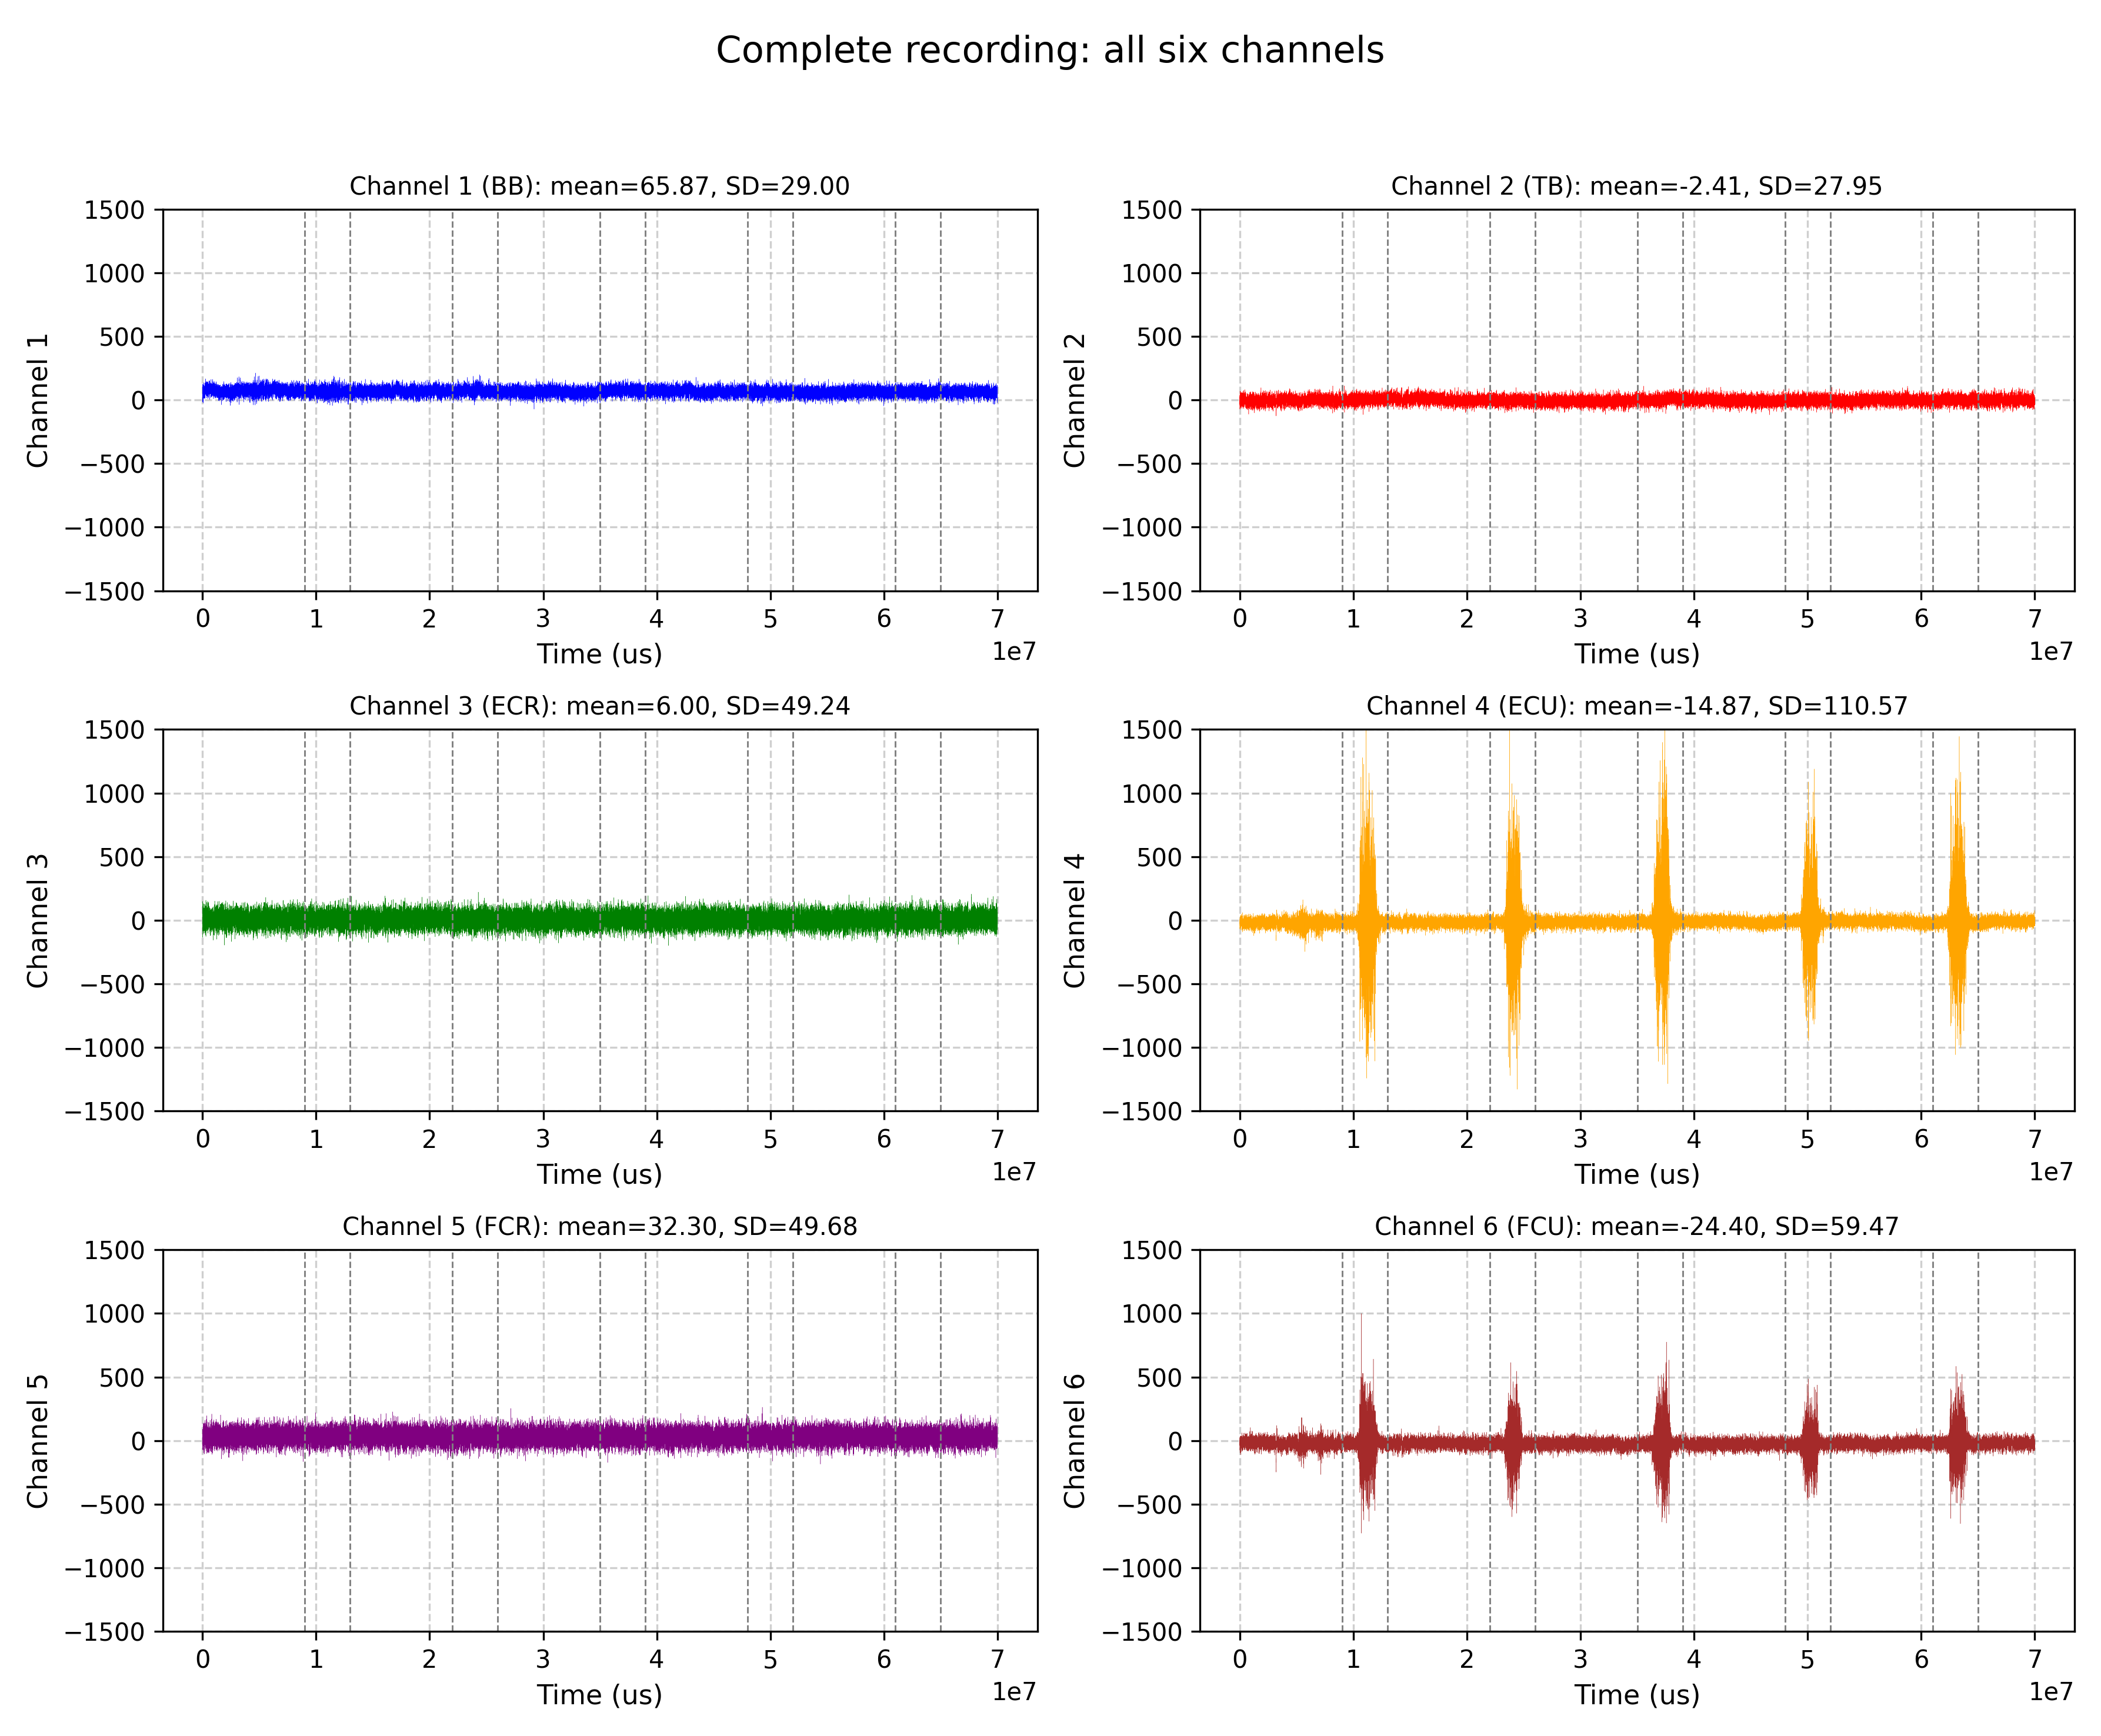 Complete recording: all six channels
Channel 1 (BB): mean=65.87, SD=29.00
Channel 1
1500
1000
500
0
−500
−1000
−1500
0 1 2 3 4 5 6 7
1e7
Time (us)
Channel 2 (TB): mean=-2.41, SD=27.95
Channel 2
1500
1000
500
0
−500
−1000
−1500
0 1 2 3 4 5 6 7
1e7
Time (us)
Channel 3 (ECR): mean=6.00, SD=49.24
Channel 3
1500
1000
500
0
−500
−1000
−1500
0 1 2 3 4 5 6 7
1e7
Time (us)
Channel 4 (ECU): mean=-14.87, SD=110.57
Channel 4
1500
1000
500
0
−500
−1000
−1500
0 1 2 3 4 5 6 7
1e7
Time (us)
Channel 5 (FCR): mean=32.30, SD=49.68
Channel 5
1500
1000
500
0
−500
−1000
−1500
0 1 2 3 4 5 6 7
1e7
Time (us)
Channel 6 (FCU): mean=-24.40, SD=59.47
Channel 6
1500
1000
500
0
−500
−1000
−1500
0 1 2 3 4 5 6 7
1e7
Time (us)